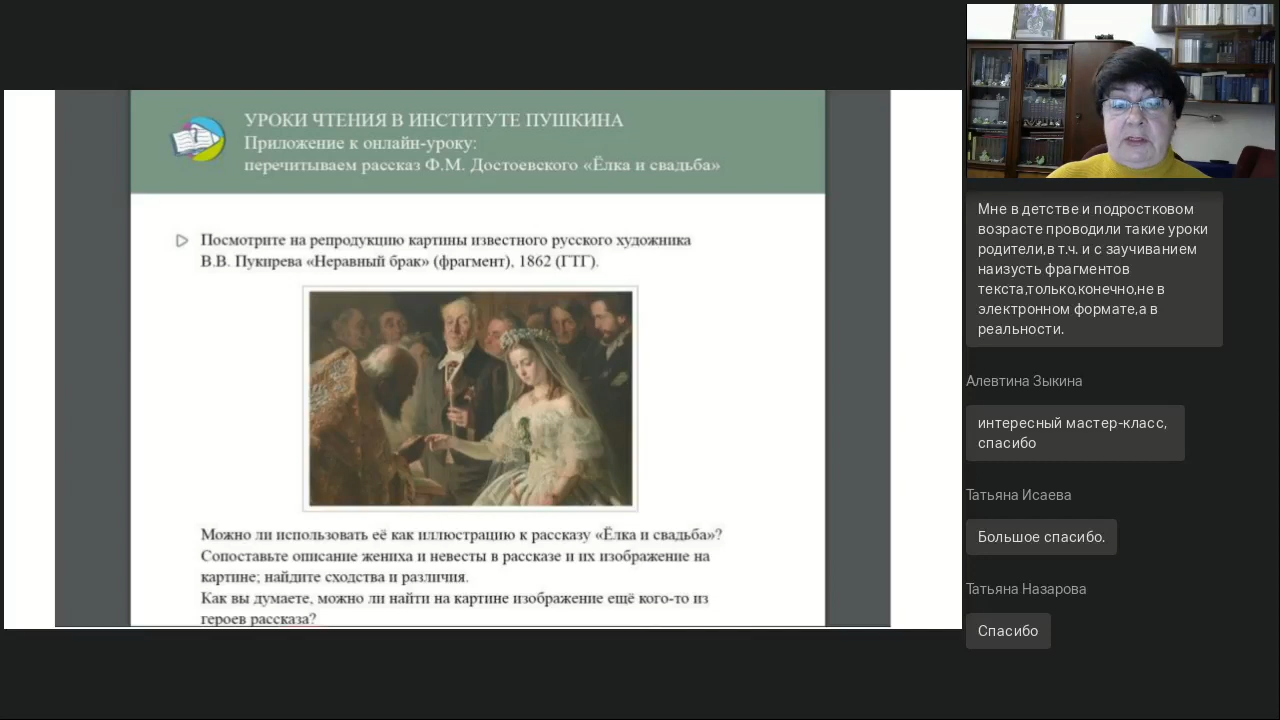 УРОКИ ЧТЕНИЯ В ИНСТИТУТЕ ПУШКИНА
Приложение к онлайн-уроку:
перечитываем рассказ Ф.М. Достоевского «Ёлка и свадьба»
Посмотрите на репродукцию картины известного русского художника
В.В. Пукирева «Неравный брак» (фрагмент), 1862 (ГТГ).
Можно ли использовать её как иллюстрацию к рассказу «Ёлка и свадьба»?
Сопоставьте описание жениха и невесты в рассказе и их изображение на
картине; найдите сходства и различия.
Как вы думаете, можно ли найти на картине изображение ещё кого-то из
героев рассказа?
Мне в детстве и подростковом
возрасте проводили такие уроки
родители,в т.ч. и с заучиванием
наизусть фрагментов
текста,только,конечно,не в
электронном формате,а в
реальности.
Алевтина Зыкина
интересный мастер-класс,
спасибо
Татьяна Исаева
Большое спасибо.
Татьяна Назарова
Спасибо